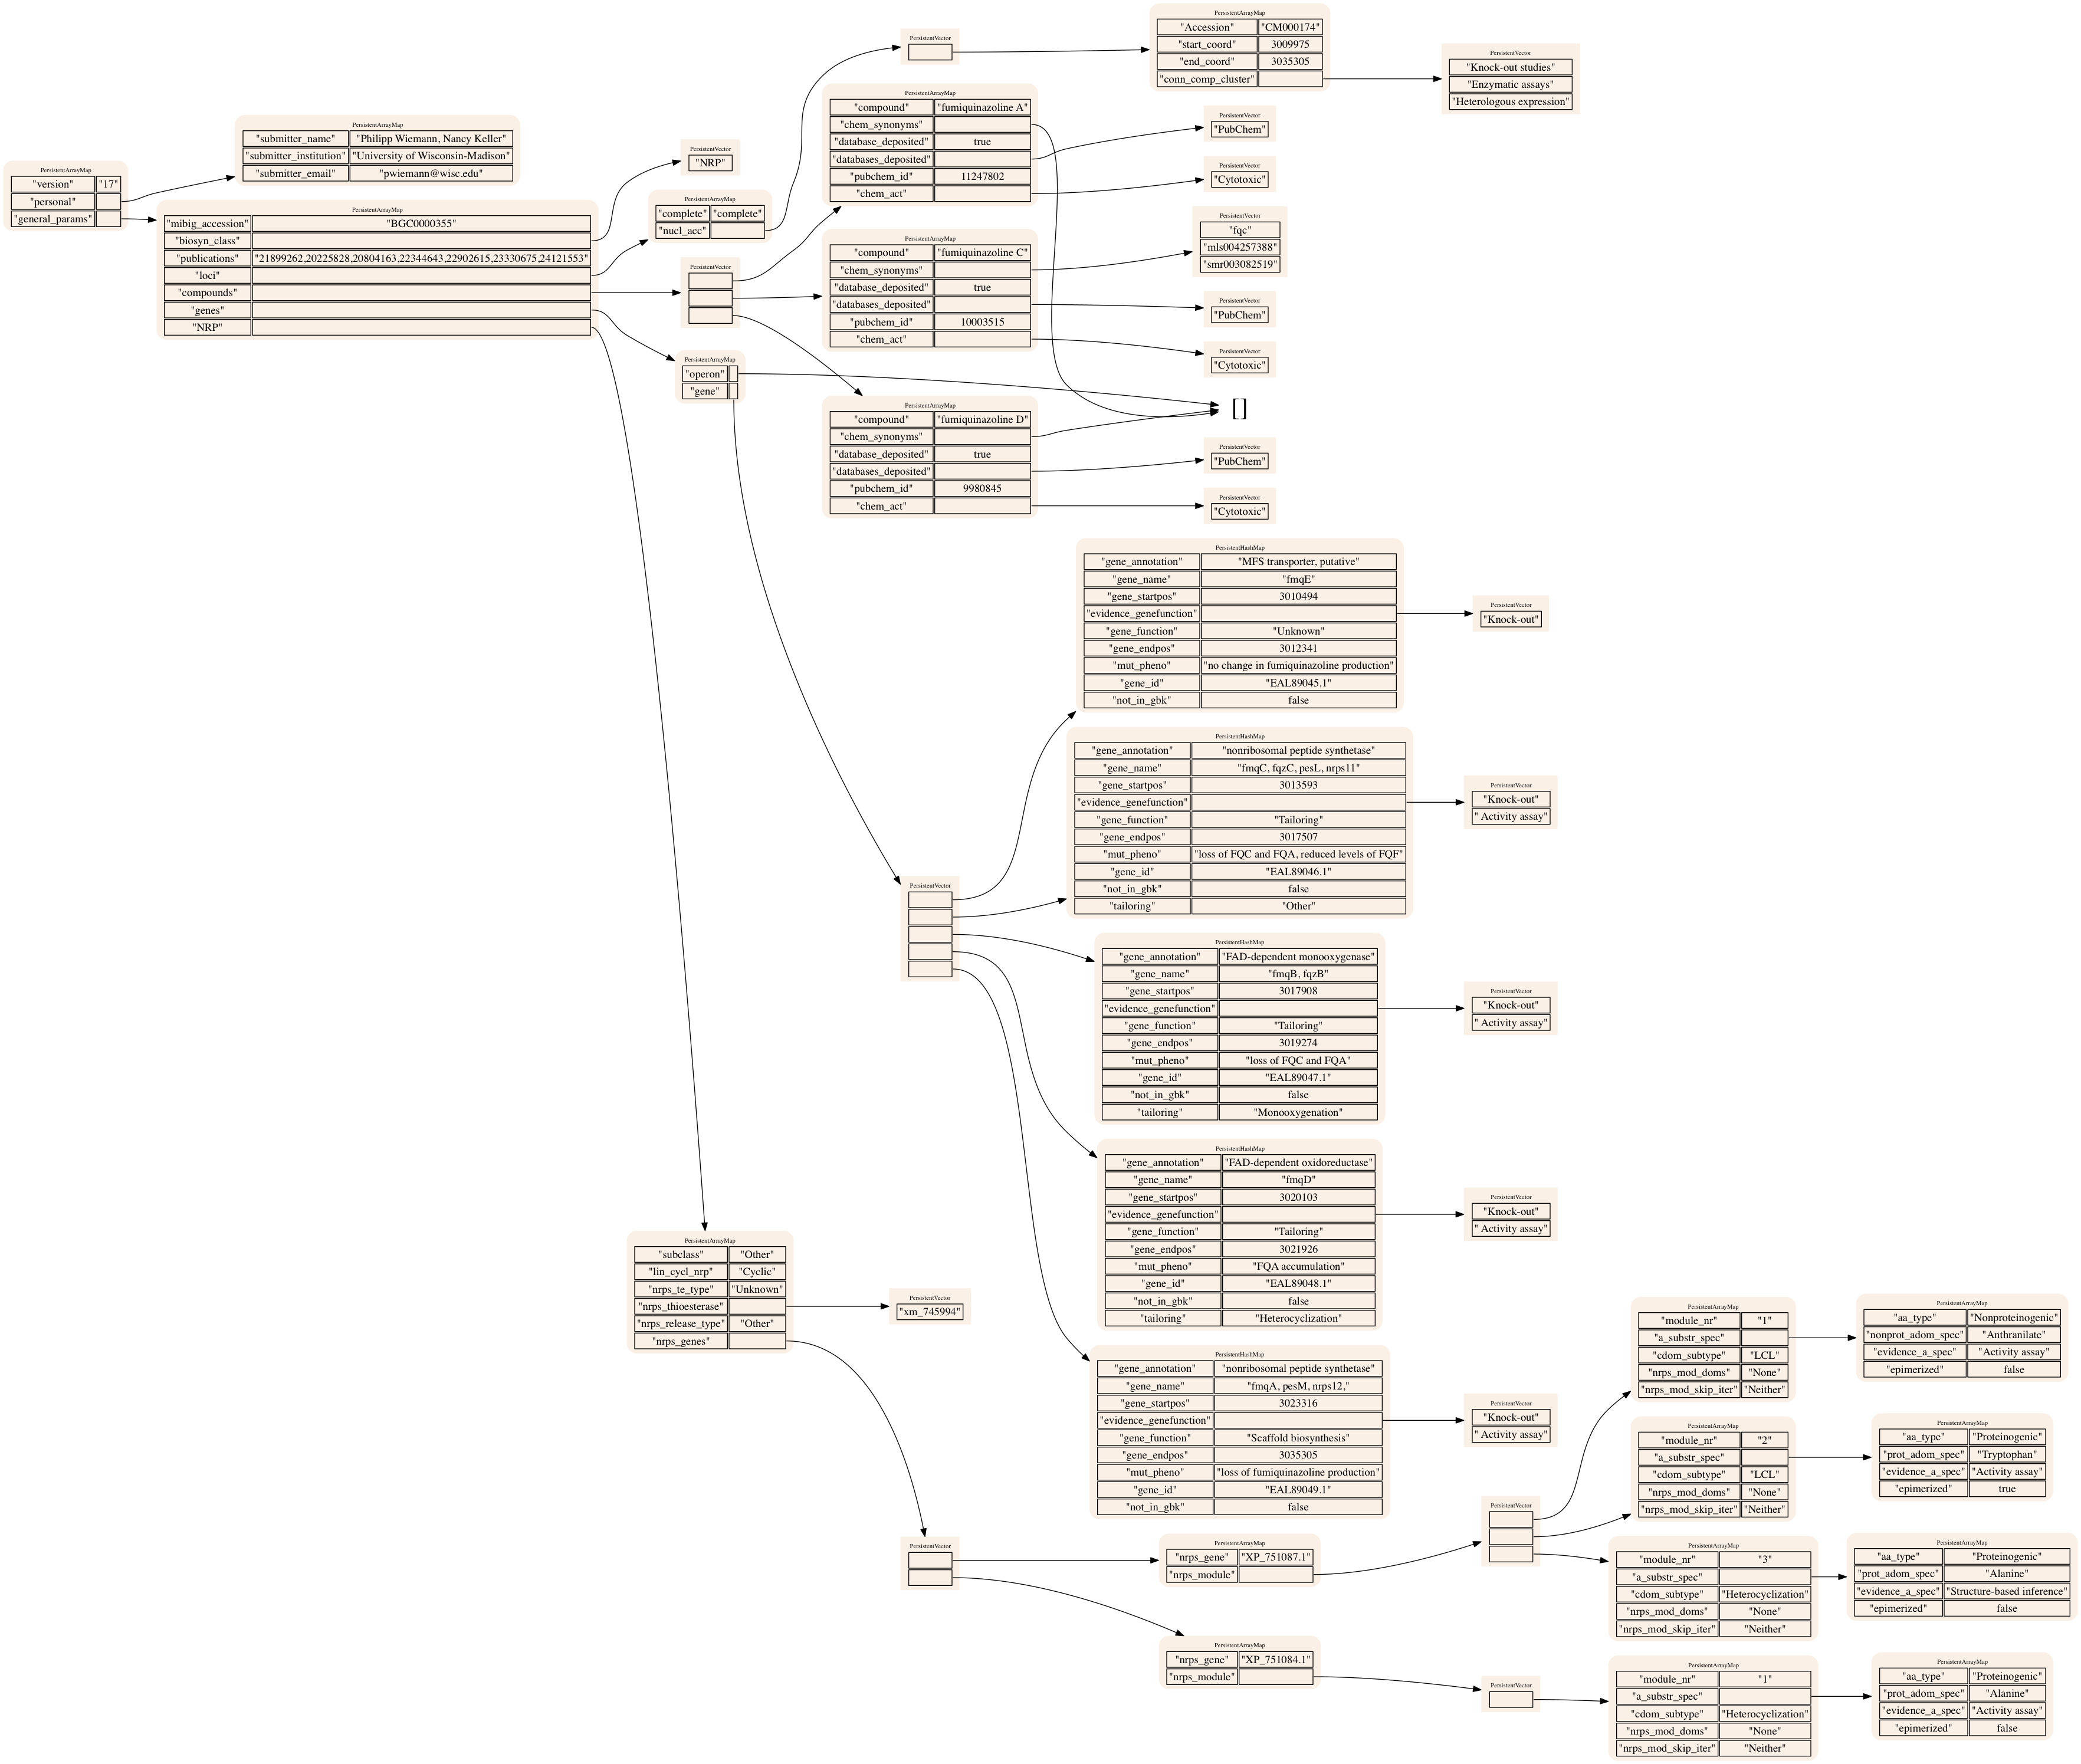 PersistentArrayMap
"version" "17"
"personal"
"general_params"
PersistentArrayMap
"submitter_name" "Philipp Wiemann, Nancy Keller"
"submitter_institution" "University of Wisconsin-Madison"
"submitter_email" "pwiemann@wisc.edu"
PersistentArrayMap
"mibig_accession" "BGC0000355"
"biosyn_class"
"publications" "21899262,20225828,20804163,22344643,22902615,23330675,24121553"
"loci"
"compounds"
"genes"
"NRP"
PersistentVector
"NRP"
PersistentArrayMap
"complete" "complete"
"nucl_acc"
PersistentVector
PersistentArrayMap
"operon"
"gene"
PersistentVector
PersistentArrayMap
"Accession" "CM000174"
"start_coord" 3009975
"end_coord" 3035305
"conn_comp_cluster"
PersistentVector
"Knock-out studies"
"Enzymatic assays"
"Heterologous expression"
PersistentArrayMap
"compound" "fumiquinazoline A"
"chem_synonyms"
"database_deposited" true
"databases_deposited"
"pubchem_id" 11247802
"chem_act"
PersistentVector
"PubChem"
PersistentVector
"Cytotoxic"
PersistentArrayMap
"compound" "fumiquinazoline C"
"chem_synonyms"
"database_deposited" true
"databases_deposited"
"pubchem_id" 10003515
"chem_act"
PersistentVector
"fqc"
"mls004257388"
"smr003082519"
PersistentVector
"PubChem"
PersistentVector
"Cytotoxic"
[]
PersistentArrayMap
"compound" "fumiquinazoline D"
"chem_synonyms"
"database_deposited" true
"databases_deposited"
"pubchem_id" 9980845
"chem_act"
PersistentVector
"PubChem"
PersistentVector
"Cytotoxic"
PersistentVector
PersistentHashMap
"gene_annotation" "MFS transporter, putative"
"gene_name" "fmqE"
"gene_startpos" 3010494
"evidence_genefunction"
"gene_function" "Unknown"
"gene_endpos" 3012341
"mut_pheno" "no change in fumiquinazoline production"
"gene_id" "EAL89045.1"
"not_in_gbk" false
PersistentVector
"Knock-out"
PersistentHashMap
"gene_annotation" "nonribosomal peptide synthetase"
"gene_name" "fmqC, fqzC, pesL, nrps11"
"gene_startpos" 3013593
"evidence_genefunction"
"gene_function" "Tailoring"
"gene_endpos" 3017507
"mut_pheno" "loss of FQC and FQA, reduced levels of FQF"
"gene_id" "EAL89046.1"
"not_in_gbk" false
"tailoring" "Other"
PersistentVector
"Knock-out"
" Activity assay"
PersistentHashMap
"gene_annotation" "FAD-dependent monooxygenase"
"gene_name" "fmqB, fqzB"
"gene_startpos" 3017908
"evidence_genefunction"
"gene_function" "Tailoring"
"gene_endpos" 3019274
"mut_pheno" "loss of FQC and FQA"
"gene_id" "EAL89047.1"
"not_in_gbk" false
"tailoring" "Monooxygenation"
PersistentVector
"Knock-out"
" Activity assay"
PersistentHashMap
"gene_annotation" "FAD-dependent oxidoreductase"
"gene_name" "fmqD"
"gene_startpos" 3020103
"evidence_genefunction"
"gene_function" "Tailoring"
"gene_endpos" 3021926
"mut_pheno" "FQA accumulation"
"gene_id" "EAL89048.1"
"not_in_gbk" false
"tailoring" "Heterocyclization"
PersistentVector
"Knock-out"
" Activity assay"
PersistentHashMap
"gene_annotation" "nonribosomal peptide synthetase"
"gene_name" "fmqA, pesM, nrps12,"
"gene_startpos" 3023316
"evidence_genefunction"
"gene_function" "Scaffold biosynthesis"
"gene_endpos" 3035305
"mut_pheno" "loss of fumiquinazoline production"
"gene_id" "EAL89049.1"
"not_in_gbk" false
PersistentVector
"Knock-out"
" Activity assay"
PersistentArrayMap
"subclass" "Other"
"lin_cycl_nrp" "Cyclic"
"nrps_te_type" "Unknown"
"nrps_thioesterase"
"nrps_release_type" "Other"
"nrps_genes"
PersistentVector
"xm_745994"
PersistentVector
PersistentArrayMap
"nrps_gene" "XP_751087.1"
"nrps_module"
PersistentVector
PersistentArrayMap
"module_nr" "1"
"a_substr_spec"
"cdom_subtype" "LCL"
"nrps_mod_doms" "None"
"nrps_mod_skip_iter" "Neither"
PersistentArrayMap
"aa_type" "Nonproteinogenic"
"nonprot_adom_spec" "Anthranilate"
"evidence_a_spec" "Activity assay"
"epimerized" false
PersistentArrayMap
"module_nr" "2"
"a_substr_spec"
"cdom_subtype" "LCL"
"nrps_mod_doms" "None"
"nrps_mod_skip_iter" "Neither"
PersistentArrayMap
"aa_type" "Proteinogenic"
"prot_adom_spec" "Tryptophan"
"evidence_a_spec" "Activity assay"
"epimerized" true
PersistentArrayMap
"module_nr" "3"
"a_substr_spec"
"cdom_subtype" "Heterocyclization"
"nrps_mod_doms" "None"
"nrps_mod_skip_iter" "Neither"
PersistentArrayMap
"aa_type" "Proteinogenic"
"prot_adom_spec" "Alanine"
"evidence_a_spec" "Structure-based inference"
"epimerized" false
PersistentArrayMap
"nrps_gene" "XP_751084.1"
"nrps_module"
PersistentVector
PersistentArrayMap
"module_nr" "1"
"a_substr_spec"
"cdom_subtype" "Heterocyclization"
"nrps_mod_doms" "None"
"nrps_mod_skip_iter" "Neither"
PersistentArrayMap
"aa_type" "Proteinogenic"
"prot_adom_spec" "Alanine"
"evidence_a_spec" "Activity assay"
"epimerized" false